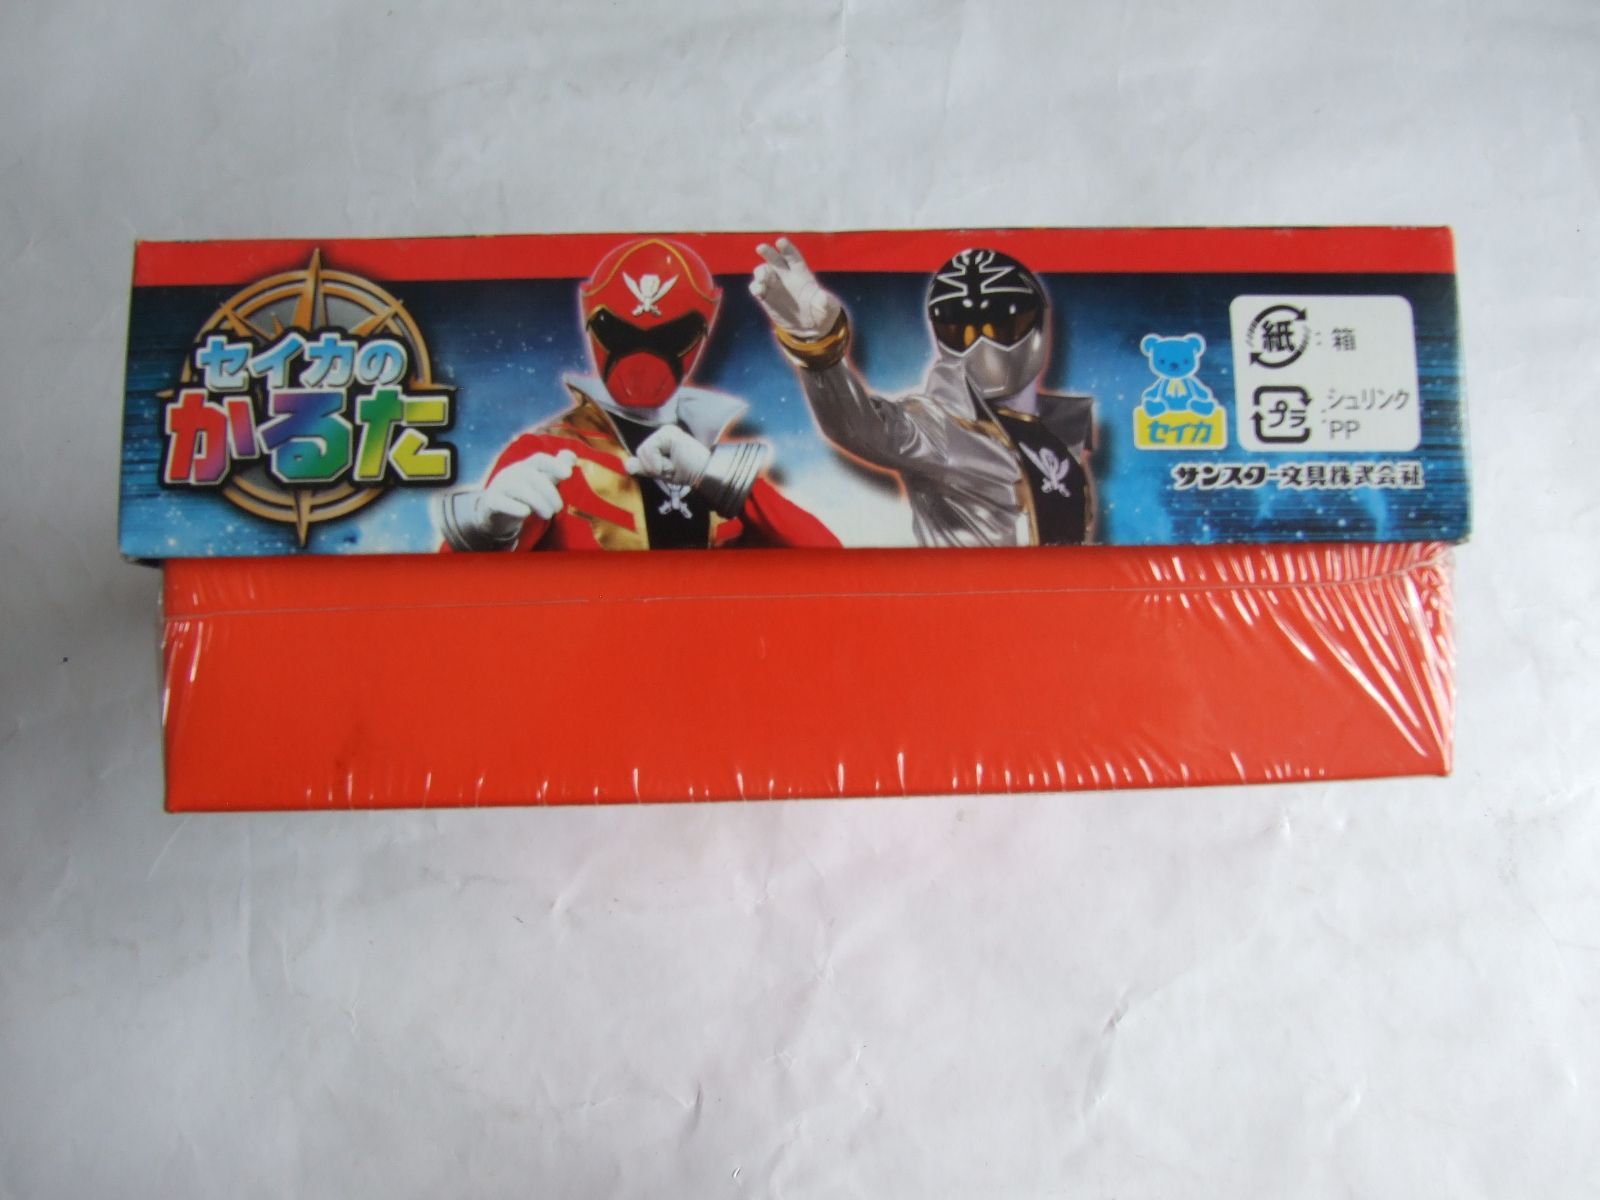 セイカの
かるた
セイカ
紙 : 箱
プラ : シュリンク
PP
サンスター文具株式会社